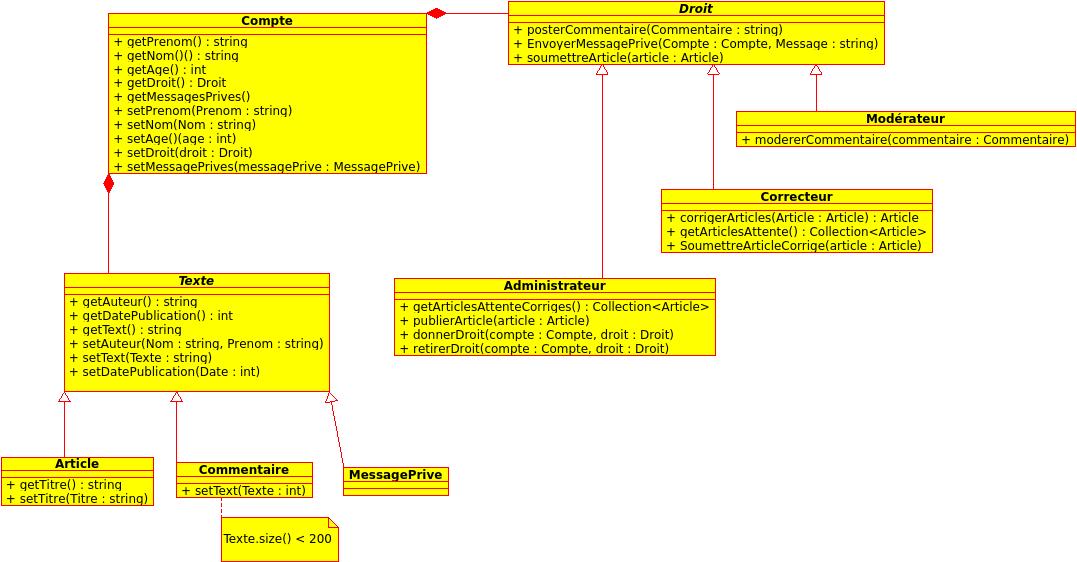 Compte
+ getPrenom() : string
+ getNom()() : string
+ getAge() : int
+ getDroit() : Droit
+ getMessagesPrives()
+ setPrenom(Prenom : string)
+ setNom(Nom : string)
+ setAge()(age : int)
+ setDroit(droit : Droit)
+ setMessagePrives(messagePrive : MessagePrive)
Droit
+ posterCommentaire(Commentaire : string)
+ EnvoyerMessagePrive(Compte : Compte, Message : string)
+ soumettreArticle(article : Article)
Modérateur
+ modererCommentaire(commentaire : Commentaire)
Correcteur
+ corrigerArticles(Article : Article) : Article
+ getArticlesAttente() : Collection<Article>
+ SoumettreArticleCorrige(article : Article)
Administrateur
+ getArticlesAttenteCorriges() : Collection<Article>
+ publierArticle(article : Article)
+ donnerDroit(compte : Compte, droit : Droit)
+ retirerDroit(compte : Compte, droit : Droit)
Texte
+ getAuteur() : string
+ getDatePublication() : int
+ getText() : string
+ setAuteur(Nom : string, Prenom : string)
+ setText(Texte : string)
+ setDatePublication(Date : int)
Article
+ getTitre() : string
+ setTitre(Titre : string)
Commentaire
+ setText(Texte : int)
MessagePrive
Texte.size() < 200